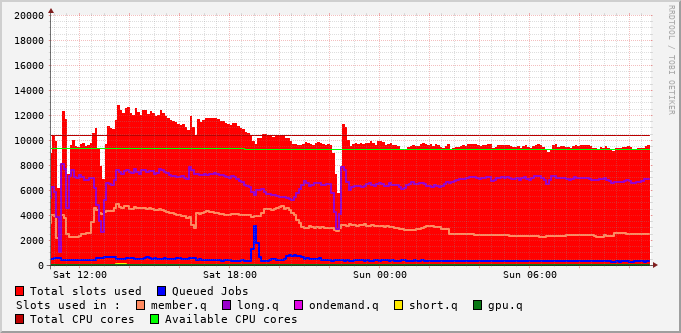 20000
18000
16000
14000
12000
10000
8000
6000
4000
2000
0
Sat 12:00 Sat 18:00 Sun 00:00 Sun 06:00
RRDTOOL / TOBI OETIKER
Total slots used Queued Jobs
Slots used in : member.q long.q ondemand.q short.q gpu.q
Total CPU cores Available CPU cores